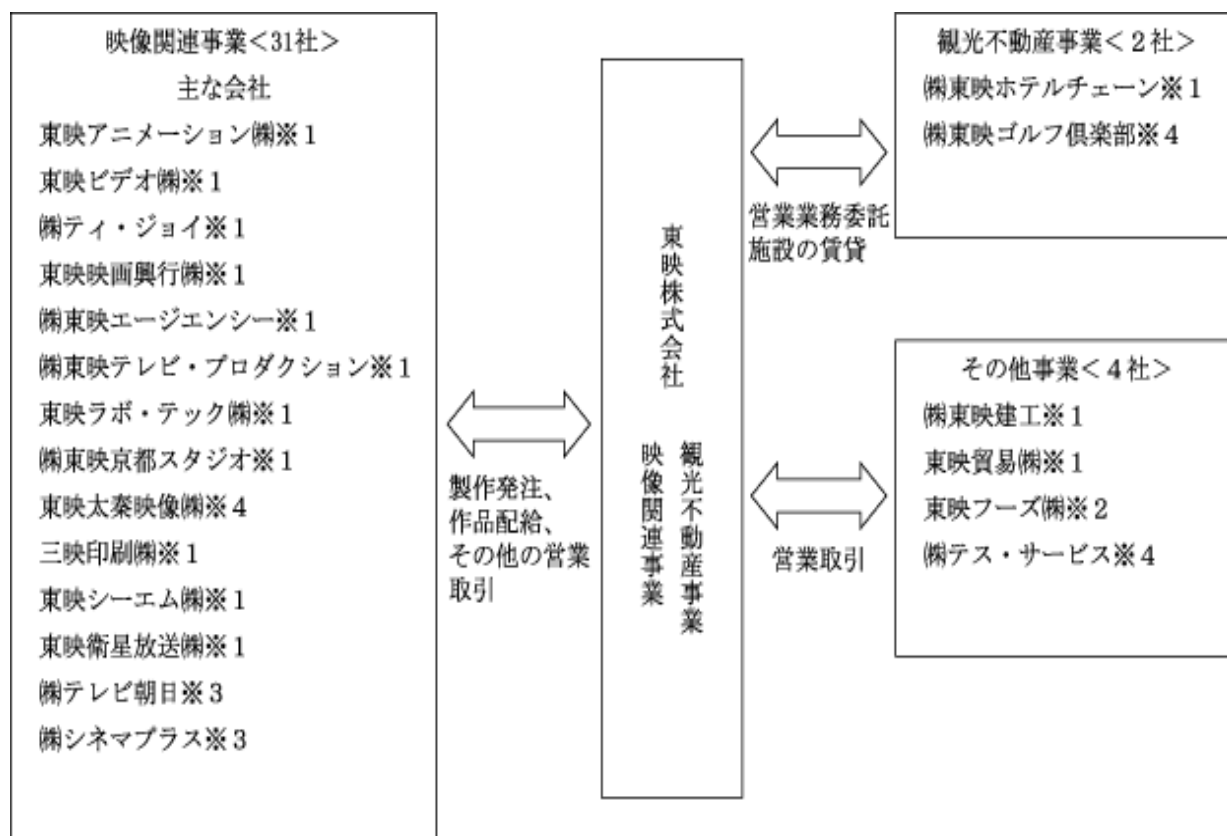 映像関連事業<31社>
主な会社
東映アニメーション㈱※1
東映ビデオ㈱※1
㈱ティ・ジョイ※1
東映映画興行㈱※1
㈱東映エージエンシー※1
㈱東映テレビ・プロダクション※1
東映ラボ・テック㈱※1
㈱東映京都スタジオ※1
東映太秦映像㈱※4
三映印刷㈱※1
東映シーエム㈱※1
東映衛星放送㈱※1
㈱テレビ朝日※3
㈱シネマプラス※3
製作発注、
作品配給、
その他の営業
取引
東映株式会社
観光不動産事業
映像関連事業
営業業務委託
施設の賃貸
営業取引
観光不動産事業<2社>
㈱東映ホテルチェーン※1
㈱東映ゴルフ倶楽部※4
その他事業<4社>
㈱東映建工※1
東映貿易㈱※1
東映フーズ㈱※2
㈱テス・サービス※4